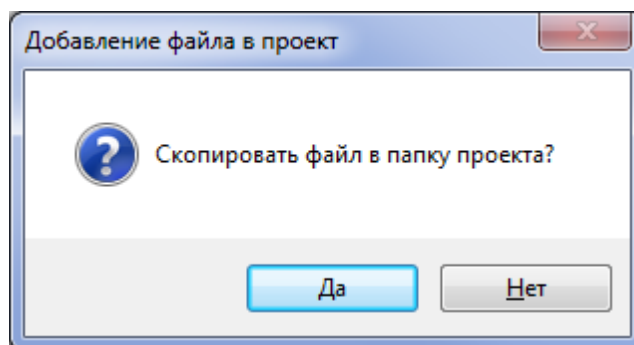 Добавление файла в проект
Скопировать файл в папку проекта?
Да
Нет